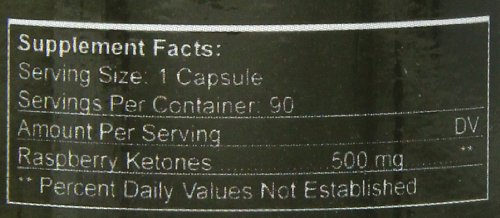 Supplement Facts:
Serving Size: 1 Capsule
Servings Per Container: 90
Amount Per Serving DV
Raspberry Ketones 500 mg **
** Percent Daily Values Not Established